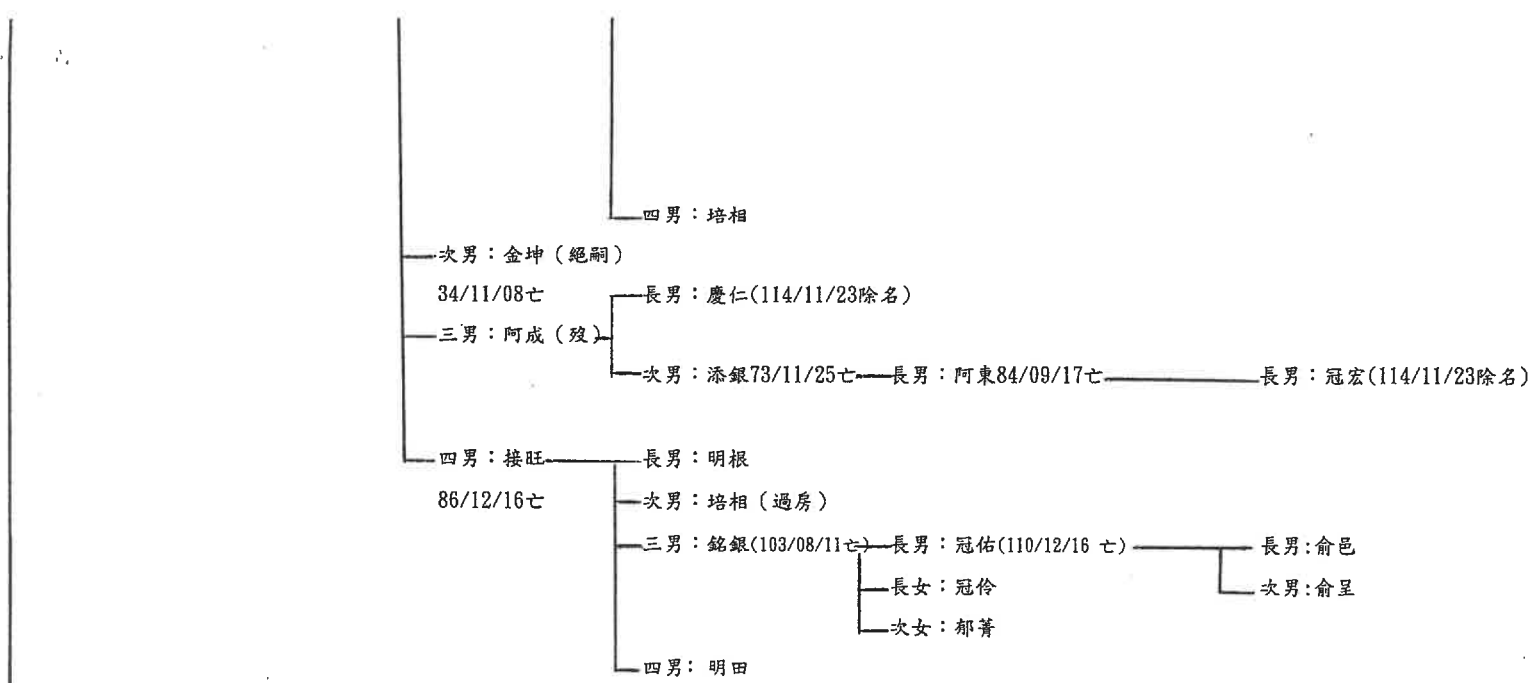 四男：培相
次男：金坤（絕嗣）
34/11/08亡
長男：慶仁(114/11/23除名)
三男：阿成（歿）
次男：添銀73/11/25亡 長男：阿東84/09/17亡 長男：冠宏(114/11/23除名)
四男：接旺 長男：明根
86/12/16亡 次男：培相（過房）
三男：銘銀(103/08/11亡) 長男：冠佑(110/12/16 亡) 長男:俞邑
長女：冠伶 次男:俞呈
次女：郁菁
四男：明田